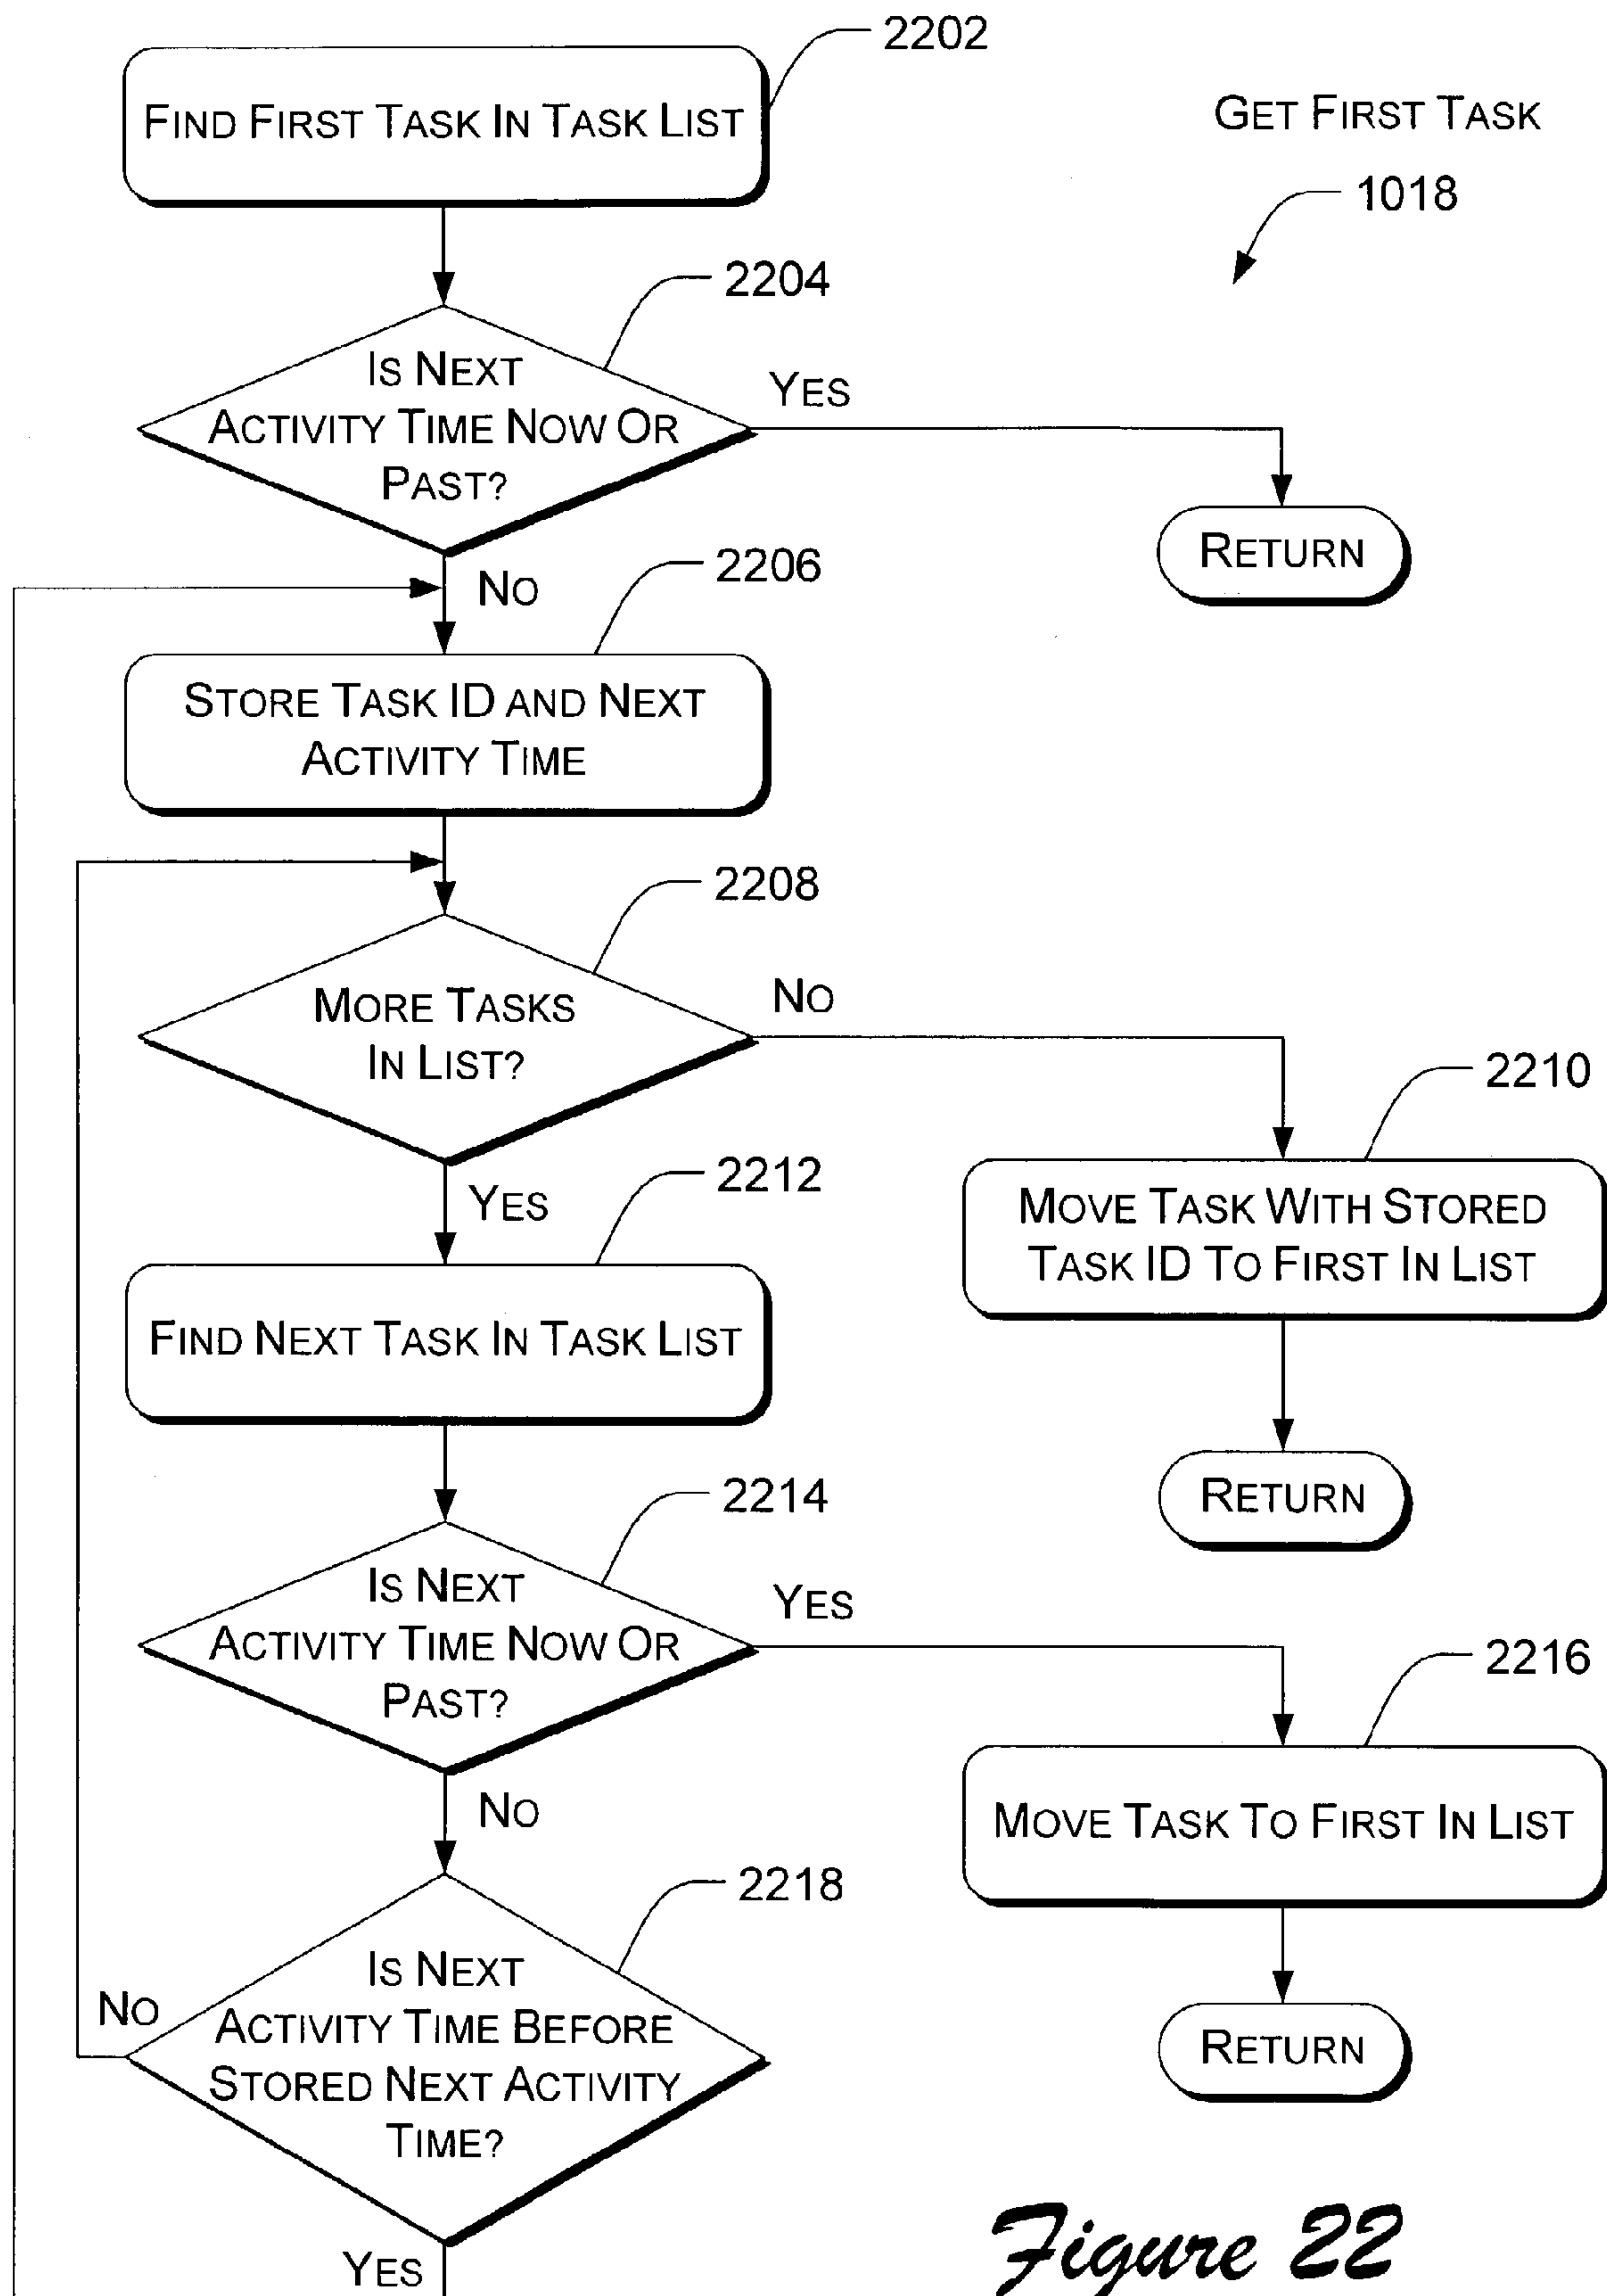 2202
FIND FIRST TASK IN TASK LIST
GET FIRST TASK
1018
2204
IS NEXT
ACTIVITY TIME NOW OR
PAST?
YES
RETURN
NO
2206
STORE TASK ID AND NEXT
ACTIVITY TIME
2208
MORE TASKS
IN LIST?
NO
2210
MOVE TASK WITH STORED
TASK ID TO FIRST IN LIST
RETURN
YES
2212
FIND NEXT TASK IN TASK LIST
2214
IS NEXT
ACTIVITY TIME NOW OR
PAST?
YES
2216
MOVE TASK TO FIRST IN LIST
RETURN
NO
2218
IS NEXT
ACTIVITY TIME BEFORE
STORED NEXT ACTIVITY
TIME?
NO
YES
Figure 22